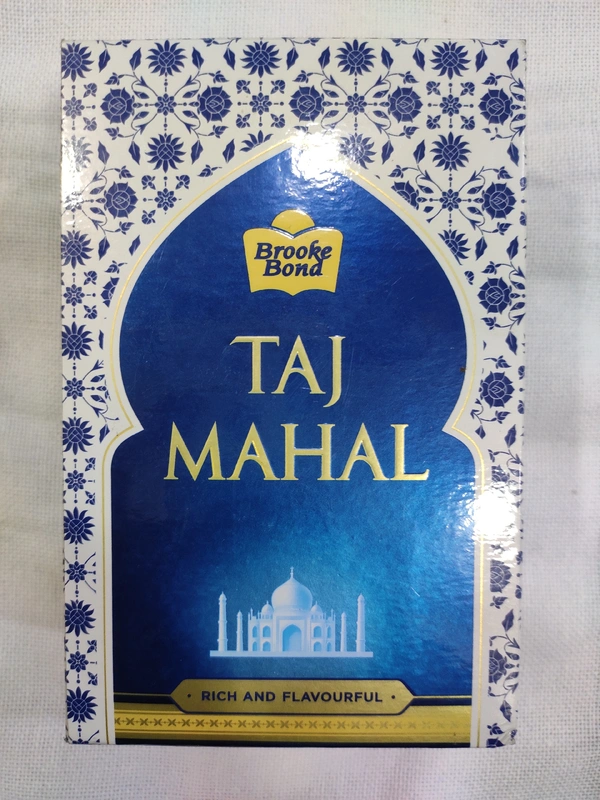 Brooke
Bond
TAJ
MAHAL
• RICH AND FLAVOURFUL •